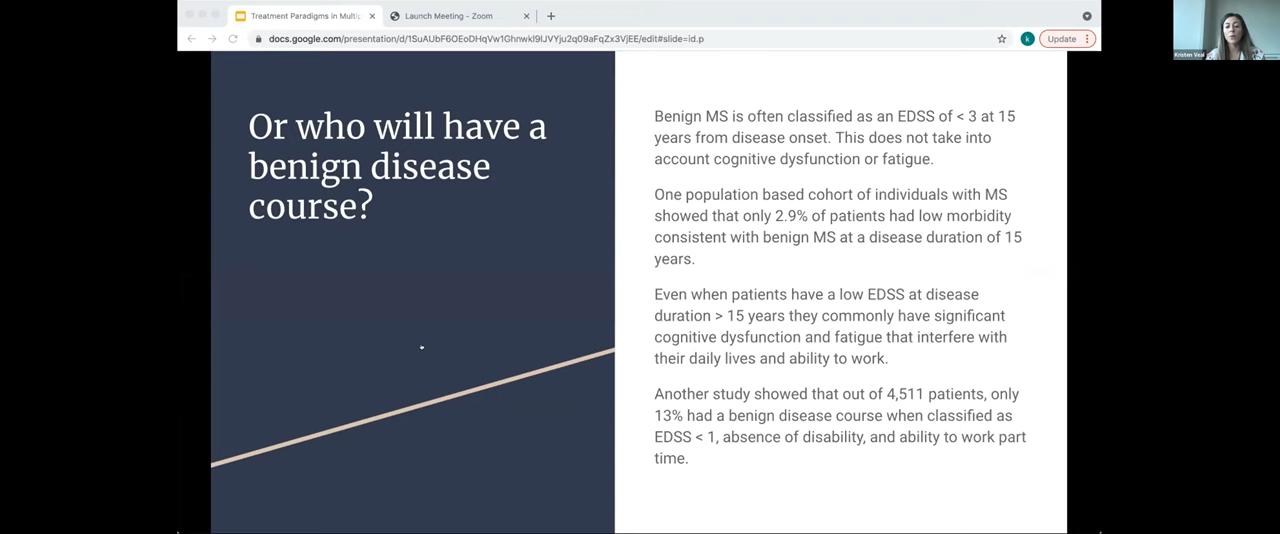 Treatment Paradigms in Multip
Launch Meeting - Zoom
docs.google.com/presentation/d/1SuAUbF6OEoDHqVw1Ghnwkl9lJVYju2q09aFqZx3VjEE/edit#slide=id.p
k
Update
Kristen Veal
Or who will have a
benign disease
course?
Benign MS is often classified as an EDSS of < 3 at 15
years from disease onset. This does not take into
account cognitive dysfunction or fatigue.
One population based cohort of individuals with MS
showed that only 2.9% of patients had low morbidity
consistent with benign MS at a disease duration of 15
years.
Even when patients have a low EDSS at disease
duration > 15 years they commonly have significant
cognitive dysfunction and fatigue that interfere with
their daily lives and ability to work.
Another study showed that out of 4,511 patients, only
13% had a benign disease course when classified as
EDSS < 1, absence of disability, and ability to work part
time.